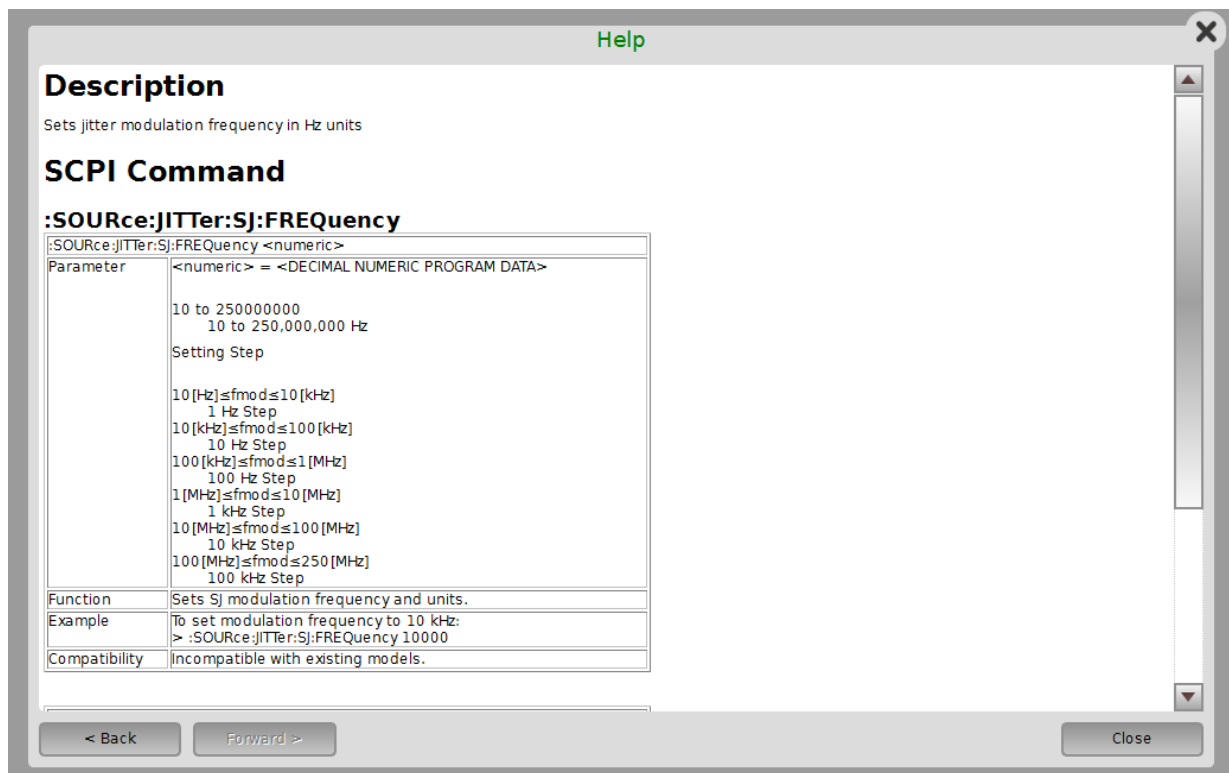 Help
Description
Sets jitter modulation frequency in Hz units
SCPI Command
:SOURce:JITTer:SJ:FREQuency
:SOURce:JITTer:SJ:FREQuency <numeric>
Parameter <numeric> = <DECIMAL NUMERIC PROGRAM DATA>
10 to 250000000
10 to 250,000,000 Hz
Setting Step
10[Hz]≤fmod≤10[kHz]
1 Hz Step
10[kHz]≤fmod≤100[kHz]
10 Hz Step
100[kHz]≤fmod≤1[MHz]
100 Hz Step
1[MHz]≤fmod≤10[MHz]
1 kHz Step
10[MHz]≤fmod≤100[MHz]
10 kHz Step
100[MHz]≤fmod≤250[MHz]
100 kHz Step
Function Sets SJ modulation frequency and units.
Example To set modulation frequency to 10 kHz:
> :SOURce:JITTer:SJ:FREQuency 10000
Compatibility Incompatible with existing models.
< Back Forward > Close